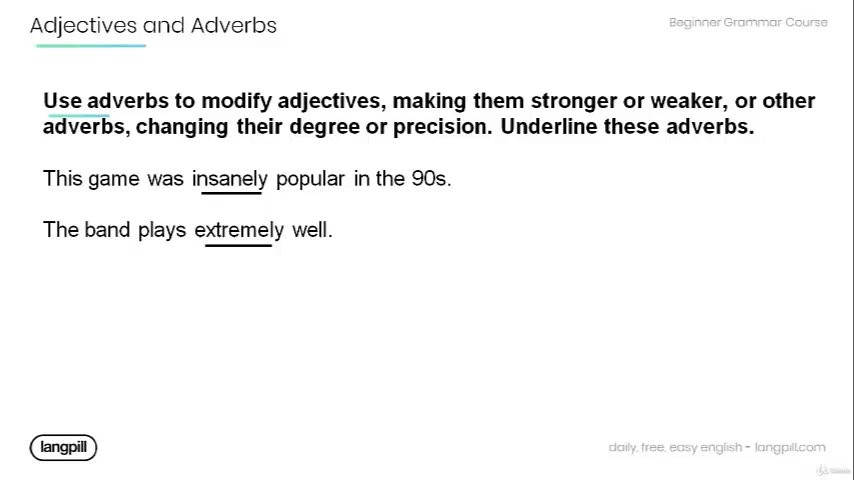 Adjectives and Adverbs
Beginner Grammar Course
Use adverbs to modify adjectives, making them stronger or weaker, or other
adverbs, changing their degree or precision. Underline these adverbs.
This game was insanely popular in the 90s.
The band plays extremely well.
langpill
daily, free, easy english - langpill.com